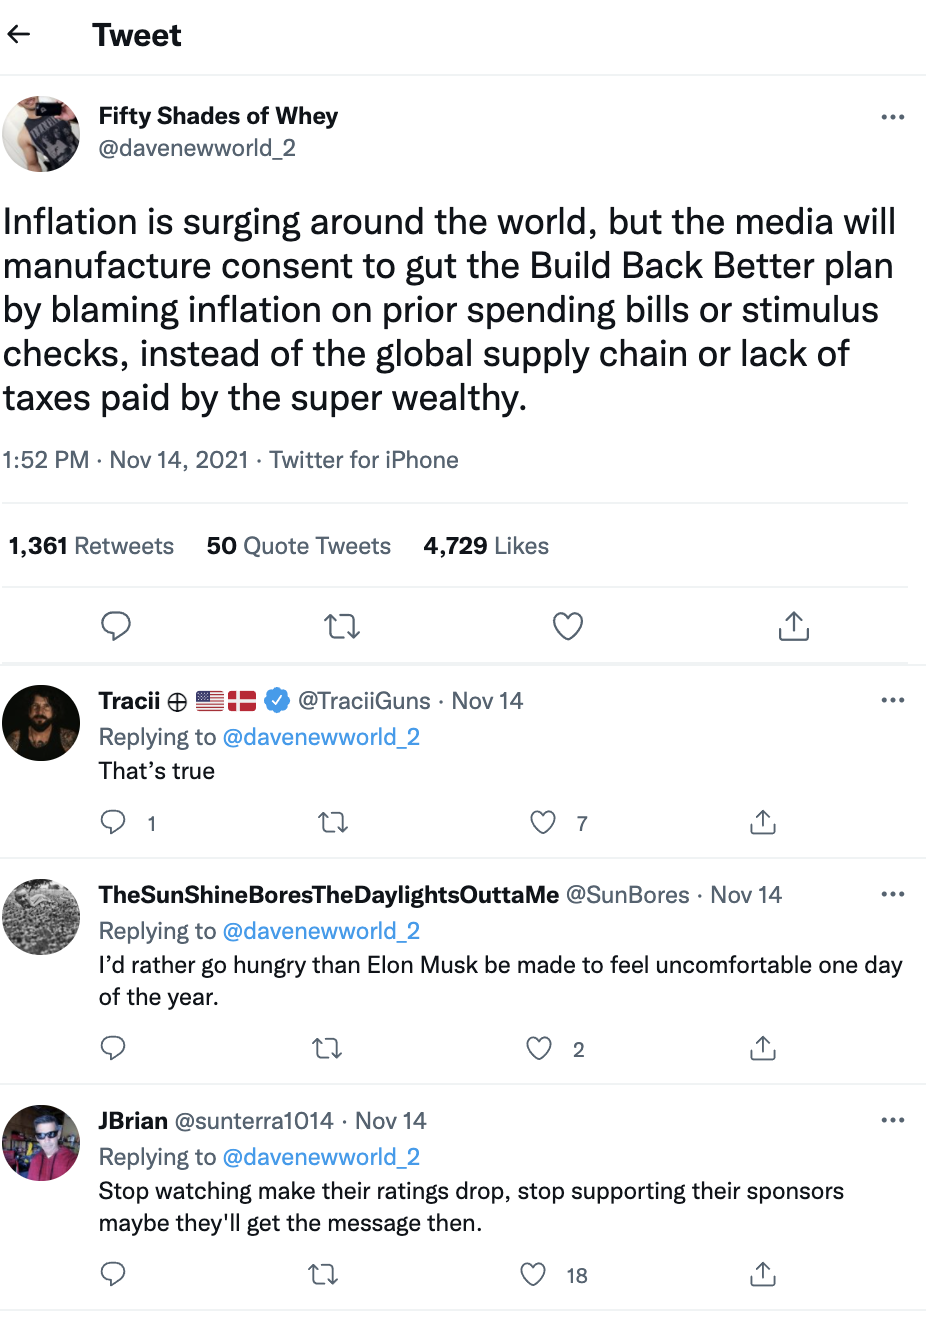 Tweet
Fifty Shades of Whey
@davenewworld_2
Inflation is surging around the world, but the media will
manufacture consent to gut the Build Back Better plan
by blaming inflation on prior spending bills or stimulus
checks, instead of the global supply chain or lack of
taxes paid by the super wealthy.
1:52 PM · Nov 14, 2021 · Twitter for iPhone
1,361 Retweets 50 Quote Tweets 4,729 Likes
Tracii @TraciiGuns · Nov 14
Replying to @davenewworld_2
That’s true
1 7
TheSunShineBoresTheDaylightsOuttaMe @SunBores · Nov 14
Replying to @davenewworld_2
I’d rather go hungry than Elon Musk be made to feel uncomfortable one day
of the year.
2
JBrian @sunterra1014 · Nov 14
Replying to @davenewworld_2
Stop watching make their ratings drop, stop supporting their sponsors
maybe they'll get the message then.
18